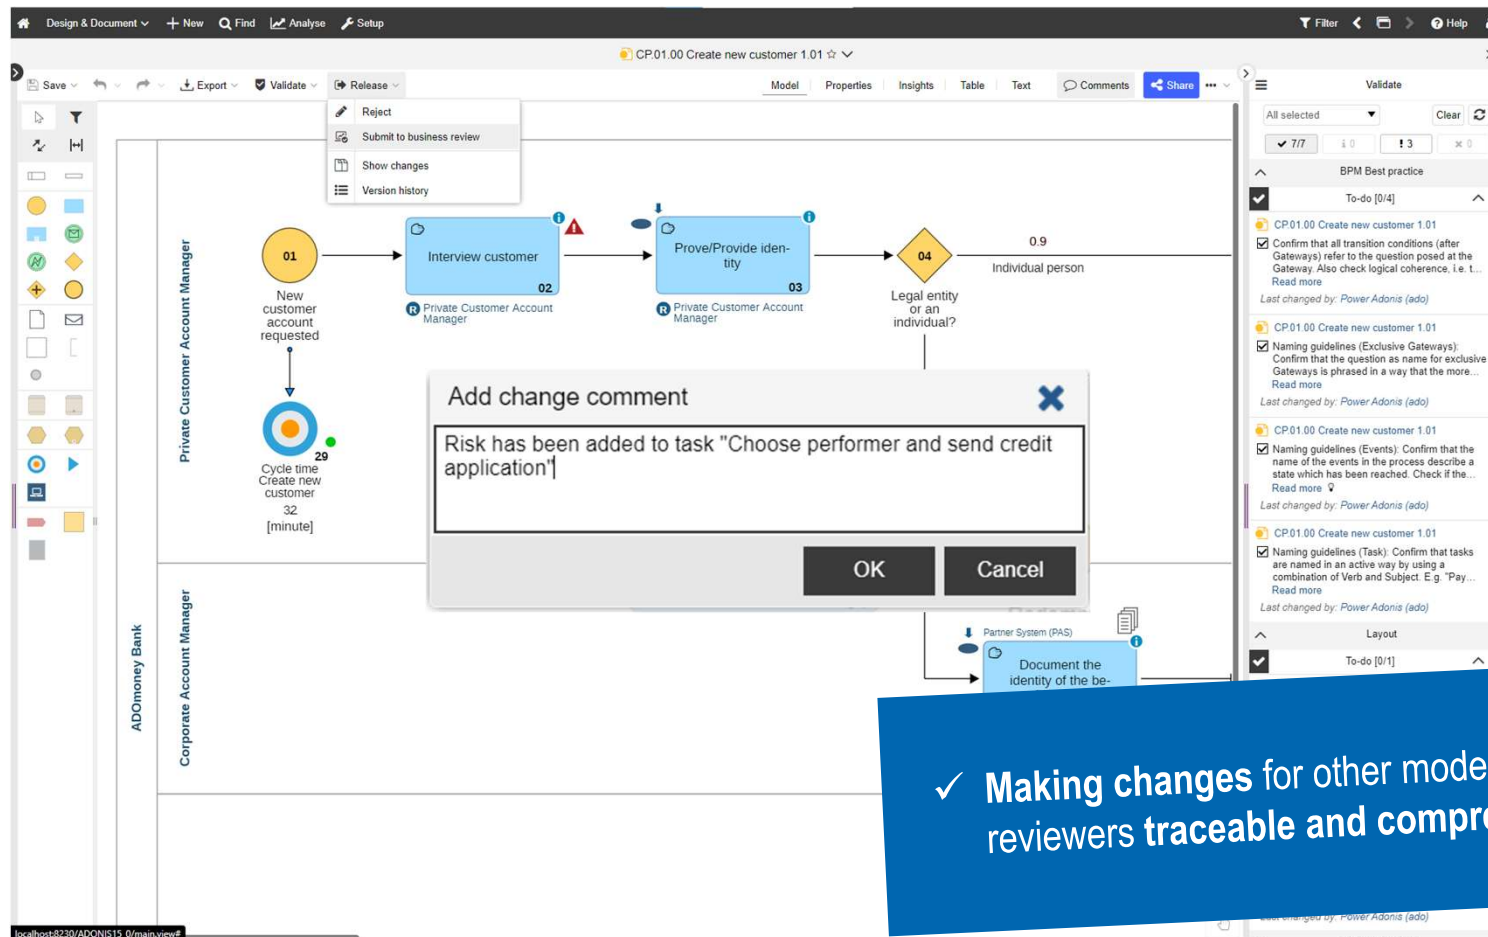 Design & Document
New
Find
Analyse
Setup
Filter
Help
CP.01.00 Create new customer 1.01
Save
Export
Validate
Release
Model
Properties
Insights
Table
Text
Comments
Share
Validate
Reject
Submit to business review
Show changes
Version history
All selected
Clear
7/7
i 0
! 3
x 0
BPM Best practice
To-do [0/4]
CP.01.00 Create new customer 1.01
Confirm that all transition conditions (after
Gateways) refer to the question posed at the
Gateway. Also check logical coherence, i.e. t...
Read more
Last changed by: Power Adonis (ado)
CP.01.00 Create new customer 1.01
Naming guidelines (Exclusive Gateways):
Confirm that the question as name for exclusive
Gateways is phrased in a way that the more...
Read more
Last changed by: Power Adonis (ado)
CP.01.00 Create new customer 1.01
Naming guidelines (Events): Confirm that the
name of the events in the process describe a
state which has been reached. Check if the...
Read more
Last changed by: Power Adonis (ado)
CP.01.00 Create new customer 1.01
Naming guidelines (Task): Confirm that tasks
are named in an active way by using a
combination of Verb and Subject. E.g. "Pay...
Read more
Last changed by: Power Adonis (ado)
Layout
To-do [0/1]
ADOmoney Bank
Private Customer Account Manager
Corporate Account Manager
01
New
customer
account
requested
Interview customer
02
R Private Customer Account
Manager
Prove/Provide iden-
tity
03
R Private Customer Account
Manager
04
Legal entity
or an
individual?
0.9
Individual person
29
Cycle time
Create new
customer
32
[minute]
Add change comment
Risk has been added to task "Choose performer and send credit
application"
OK
Cancel
Partner System (PAS)
Document the
identity of the be-
✓ Making changes for other mode
reviewers traceable and compre
Last changed by: Power Adonis (ado)
localhost:8230/ADONIS15_0/main.view#